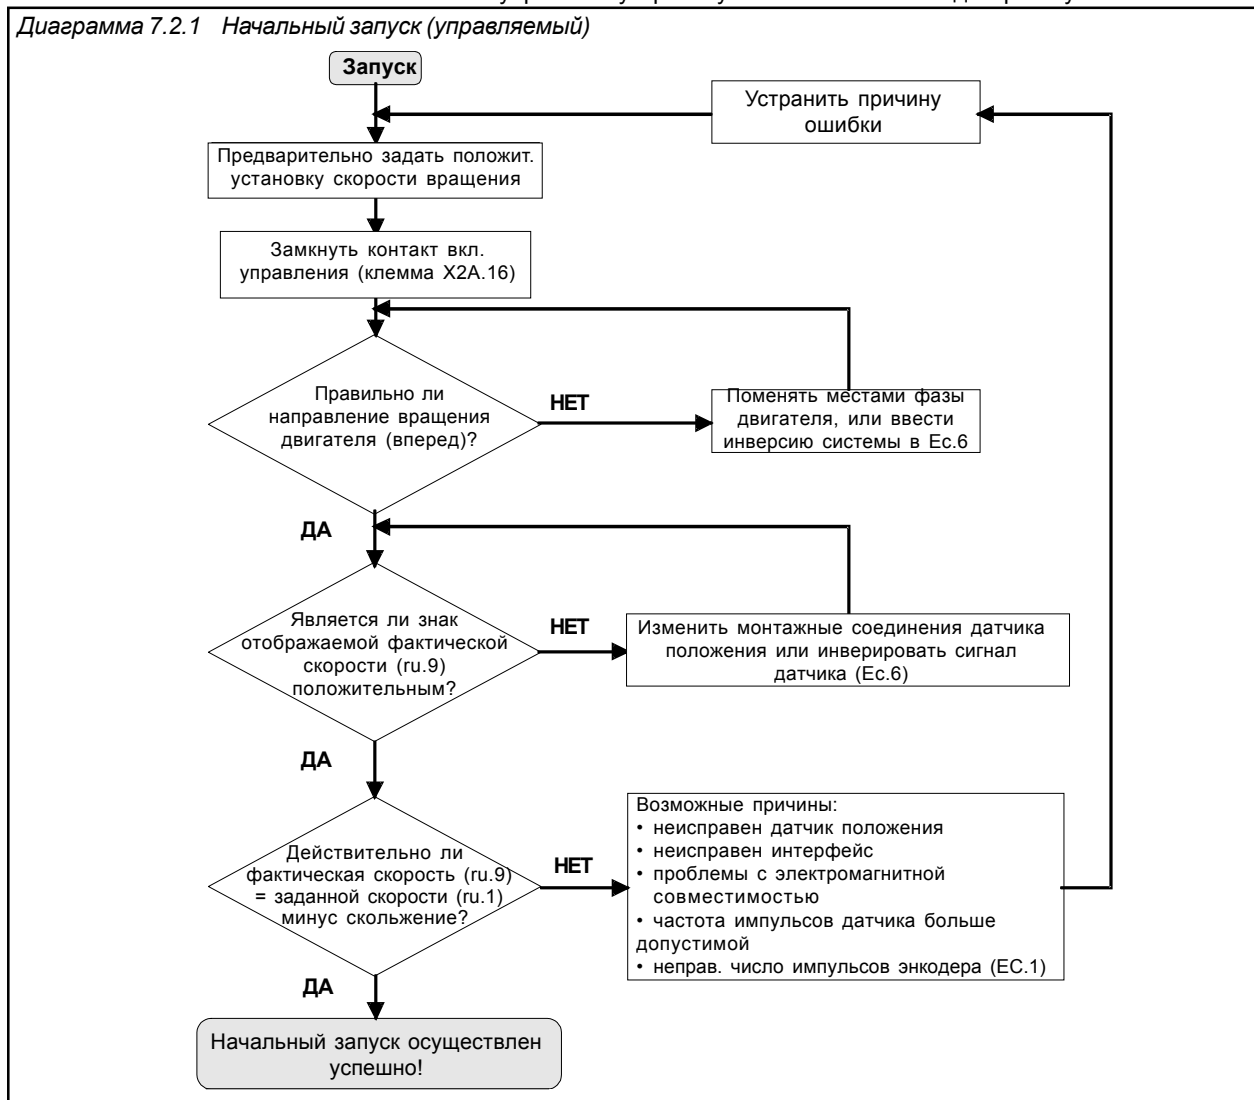 Диаграмма 7.2.1 Начальный запуск (управляемый)
Запуск
Устранить причину
ошибки
Предварительно задать положит.
установку скорости вращения
Замкнуть контакт вкл.
управления (клемма X2A.16)
Правильно ли
направление вращения
двигателя (вперед)?
НЕТ
Поменять местами фазы
двигателя, или ввести
инверсию системы в Ec.6
ДА
Является ли знак
отображаемой фактической
скорости (ru.9)
положительным?
НЕТ
Изменить монтажные соединения датчика
положения или инверировать сигнал
датчика (Ec.6)
ДА
Действительно ли
фактическая скорость (ru.9)
= заданной скорости (ru.1)
минус скольжение?
НЕТ
Возможные причины:
• неисправен датчик положения
• неисправен интерфейс
• проблемы с электромагнитной
совместимостью
• частота импульсов датчика больше
допустимой
• неправ. число импульсов энкодера (EC.1)
ДА
Начальный запуск осуществлен
успешно!